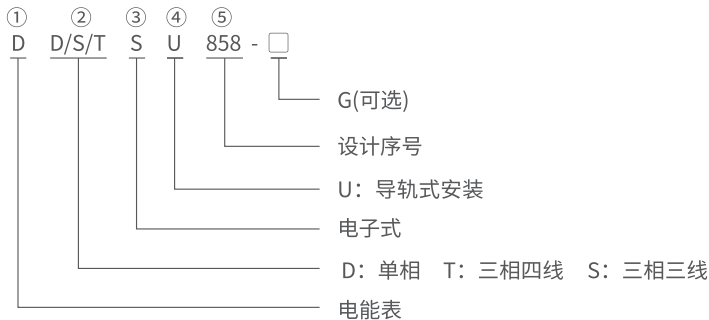 ① ② ③ ④ ⑤
D D/S/T S U 858 - □
G(可选)
设计序号
U：导轨式安装
电子式
D：单相 T：三相四线 S：三相三线
电能表